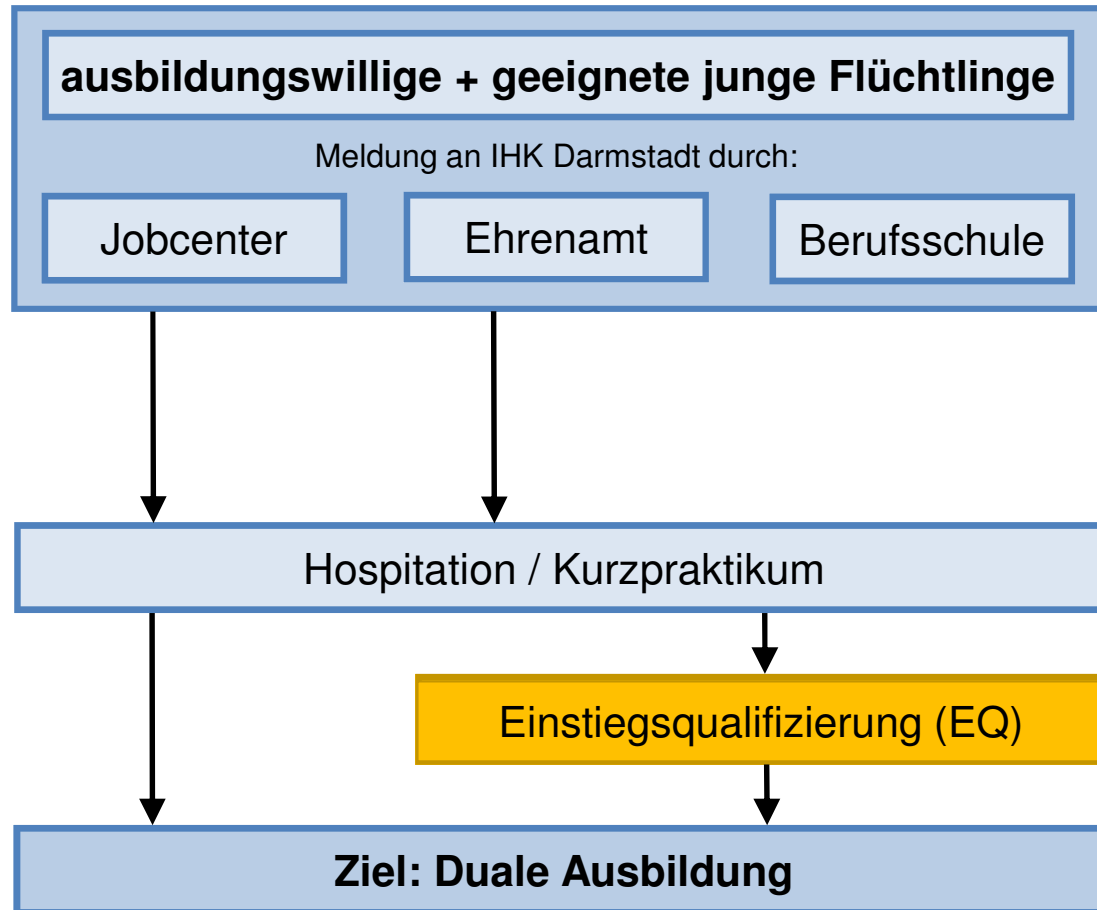 ausbildungswillige + geeignete junge Flüchtlinge
Meldung an IHK Darmstadt durch:
Jobcenter
Ehrenamt
Berufsschule
Hospitation / Kurzpraktikum
Einstiegsqualifizierung (EQ)
Ziel: Duale Ausbildung